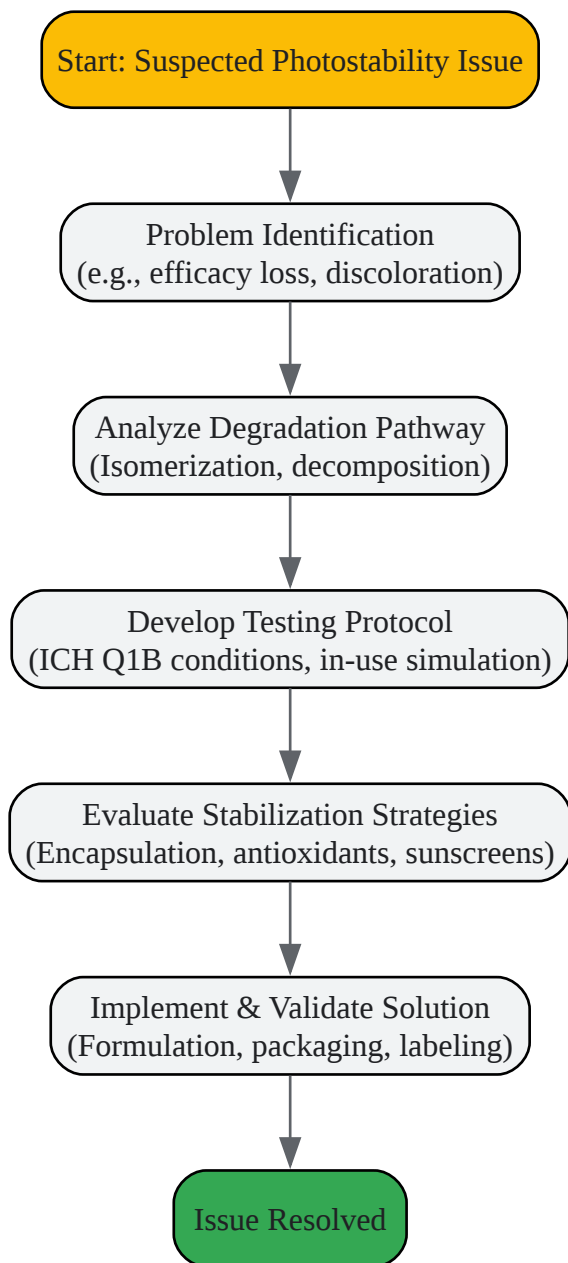 Start: Suspected Photostability Issue
Problem Identification
(e.g., efficacy loss, discoloration)
Analyze Degradation Pathway
(Isomerization, decomposition)
Develop Testing Protocol
(ICH Q1B conditions, in-use simulation)
Evaluate Stabilization Strategies
(Encapsulation, antioxidants, sunscreens)
Implement & Validate Solution
(Formulation, packaging, labeling)
Issue Resolved